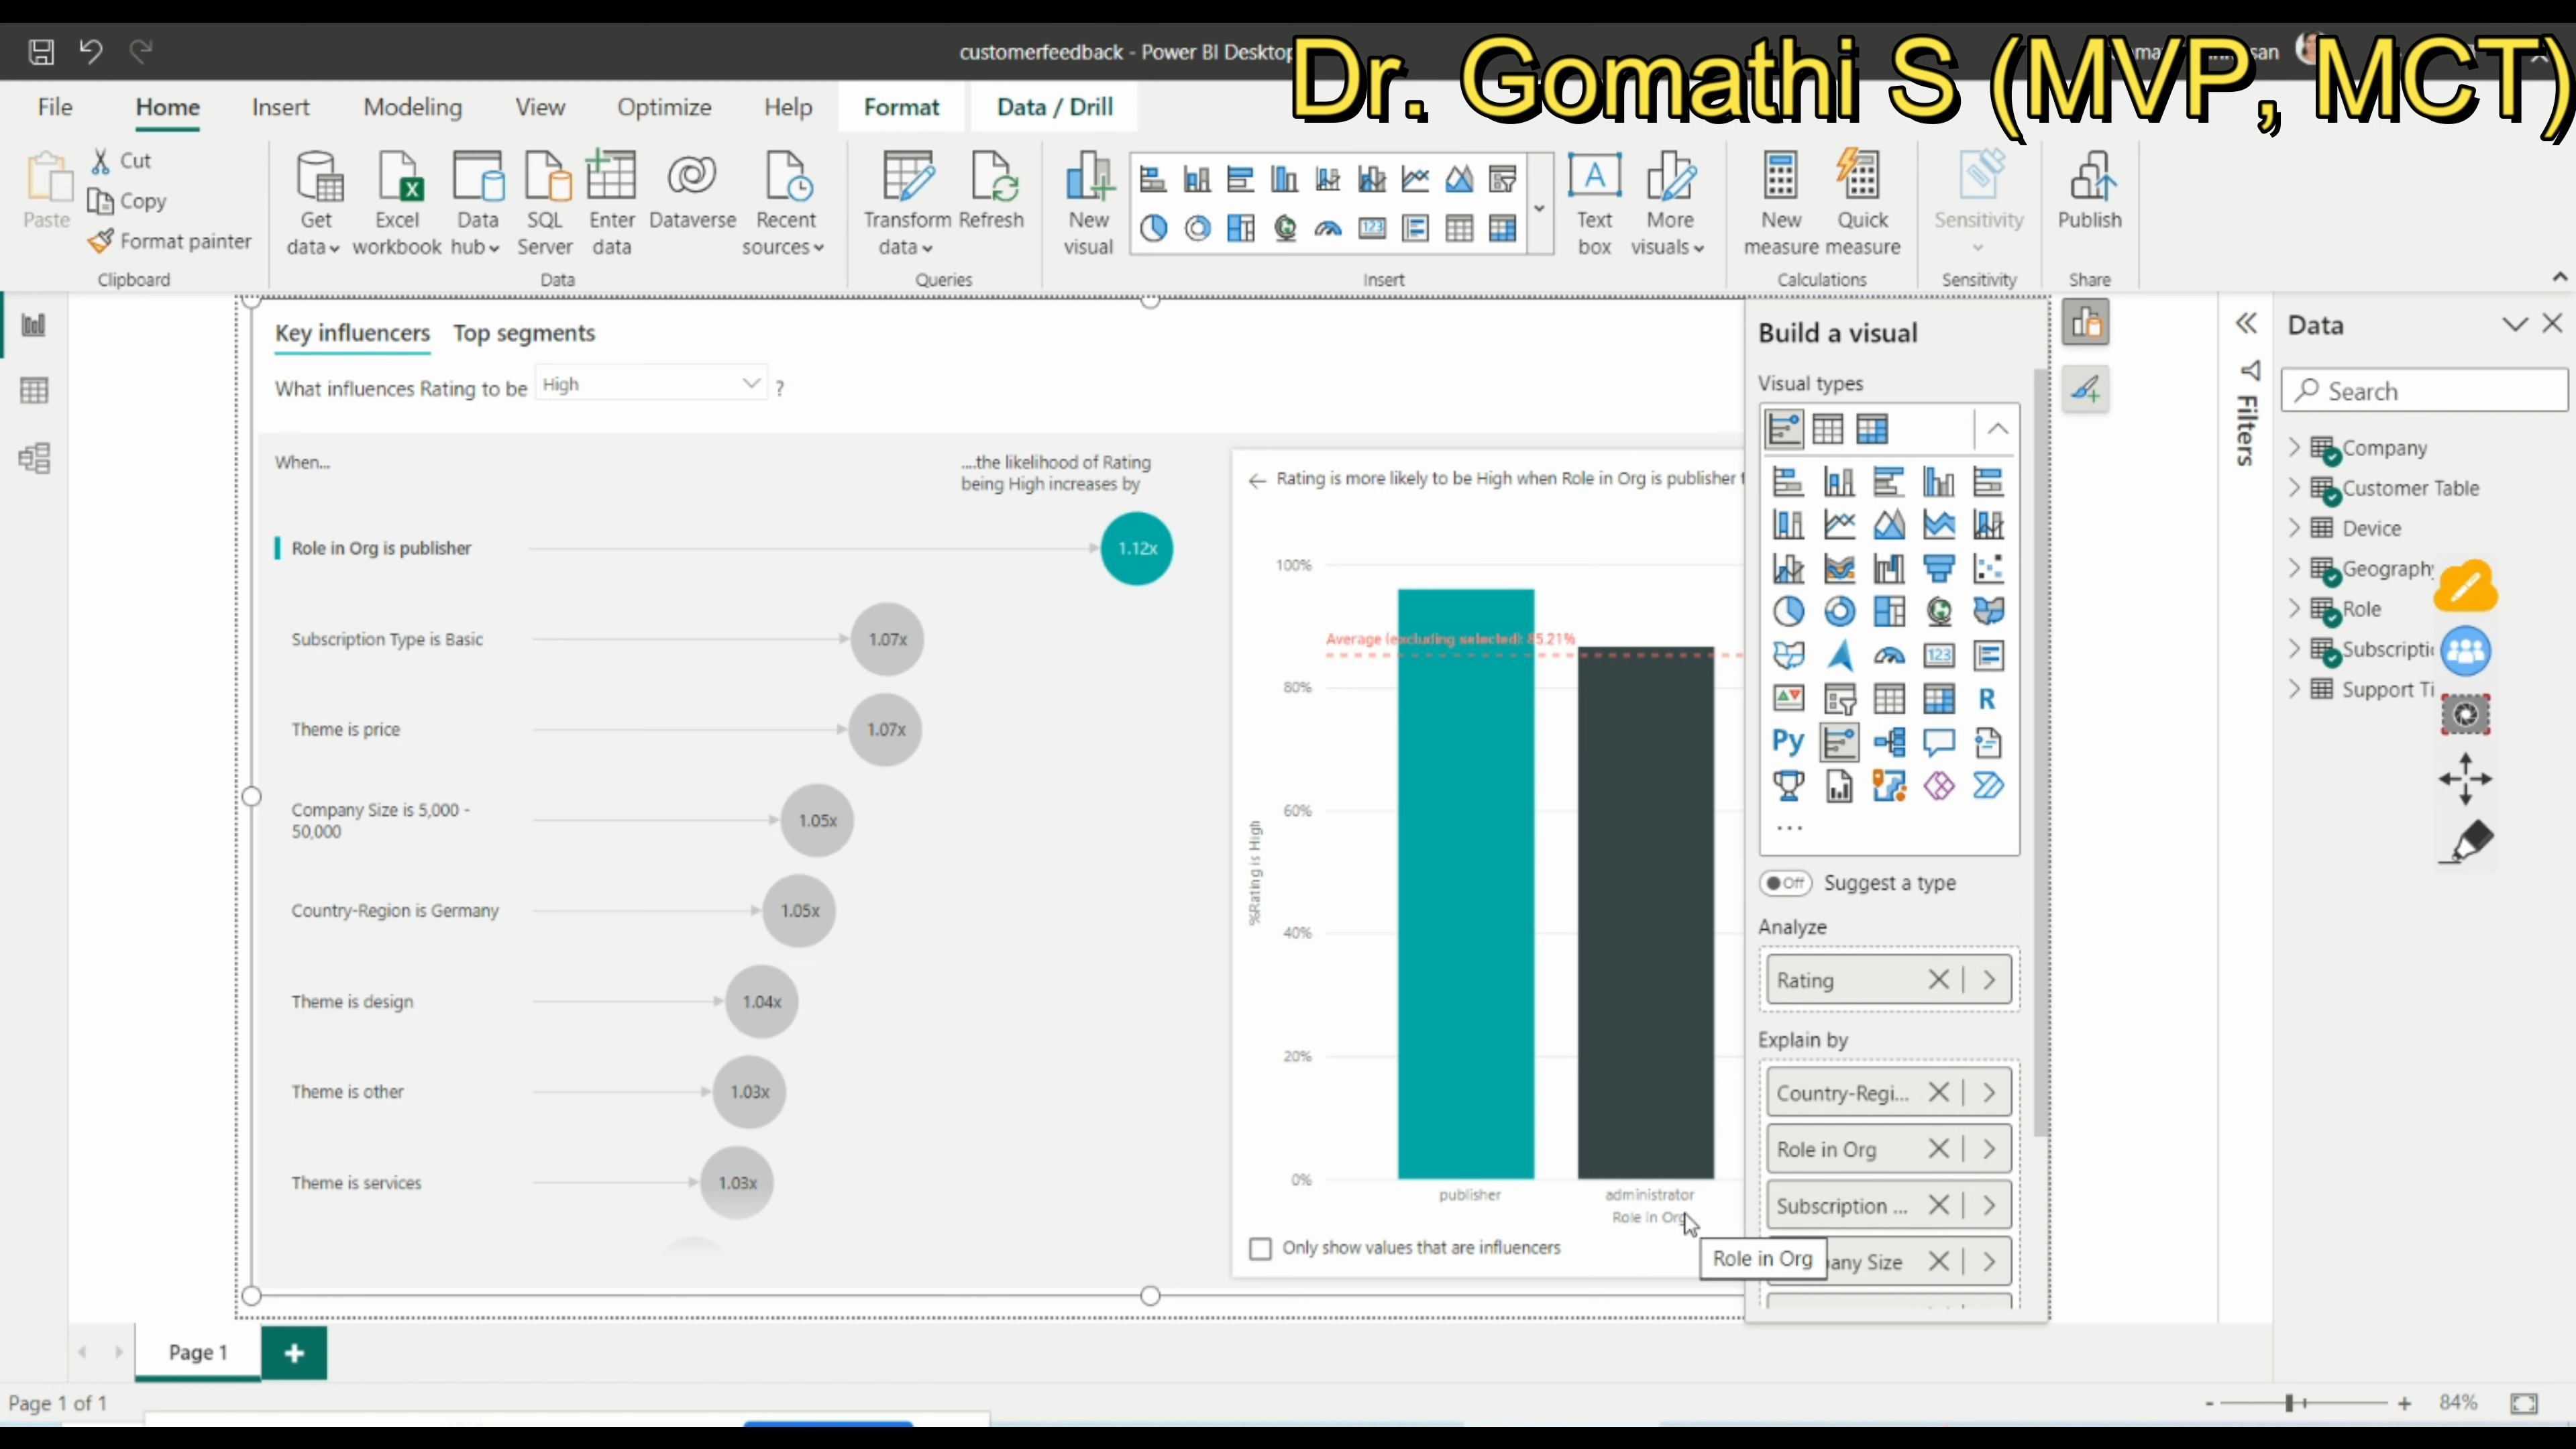 customerfeedback - Power BI Desktop
Dr. Gomathi S (MVP, MCT)
File Home Insert Modeling View Optimize Help Format Data / Drill
Paste
Cut
Copy
Format painter
Clipboard
Get data
Excel workbook
Data hub
SQL Server
Enter data
Dataverse
Recent sources
Data
Transform data
Refresh
Queries
New visual
123
A
Text box
More visuals
Insert
New measure
Quick measure
Calculations
Sensitivity
Sensitivity
Publish
Share
Key influencers Top segments
What influences Rating to be High ?
When...
....the likelihood of Rating
being High increases by
Role in Org is publisher 1.12x
Subscription Type is Basic 1.07x
Theme is price 1.07x
Company Size is 5,000 -
50,000 1.05x
Country-Region is Germany 1.05x
Theme is design 1.04x
Theme is other 1.03x
Theme is services 1.03x
Rating is more likely to be High when Role in Org is publisher
100%
Average (excluding selected): 85.21%
80%
60%
40%
20%
0%
%Rating is High
publisher administrator
Role in Org
Only show values that are influencers
Role in Org
Build a visual
Visual types
123
R
Py
...
Off Suggest a type
Analyze
Rating
Explain by
Country-Regi...
Role in Org
Subscription ...
any Size
Filters
Data
Search
Company
Customer Table
Device
Geography
Role
Subscripti
Support Ti
Page 1
Page 1 of 1
- + 84%